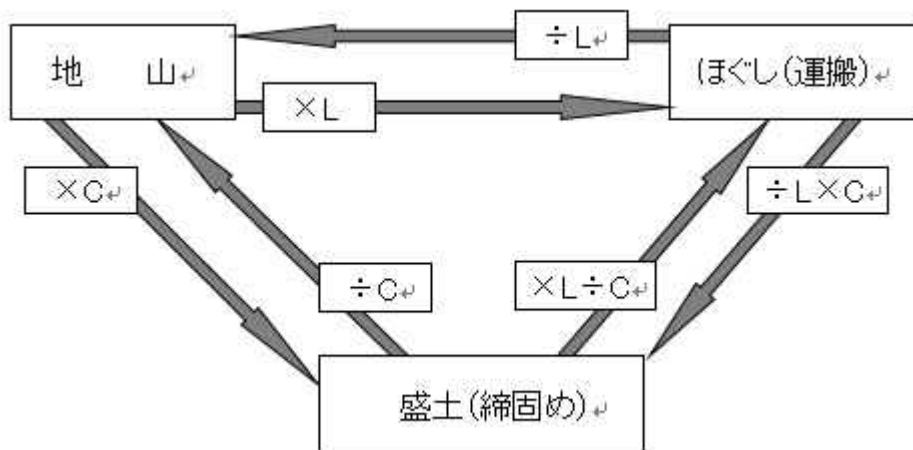 ÷L↵
地　山↵
ほぐし(運搬)↵
×L
×C↵
÷L×C↵
÷C↵
×L÷C↵
盛土(締固め)↵